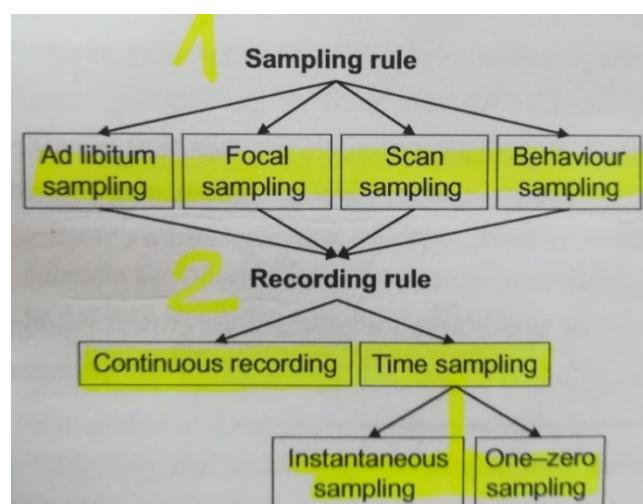 1
Sampling rule
Ad libitum
sampling
Focal
sampling
Scan
sampling
Behaviour
sampling
2
Recording rule
Continuous recording
Time sampling
Instantaneous
sampling
One–zero
sampling